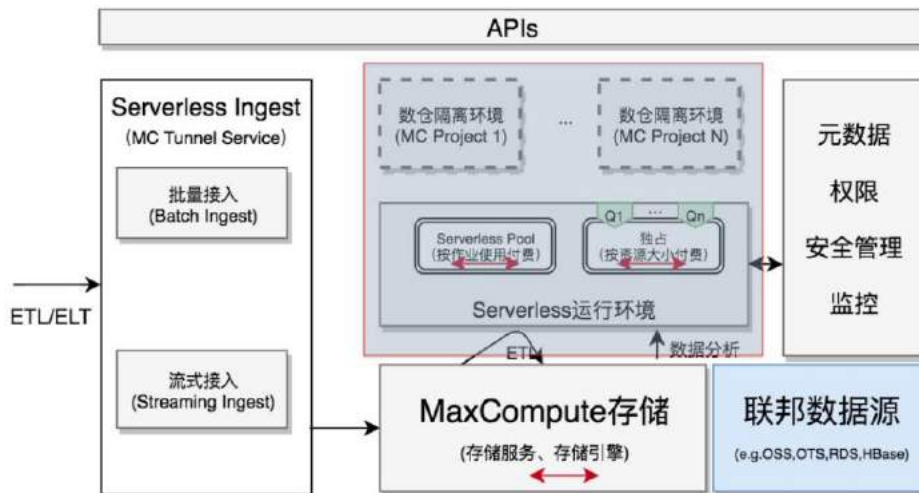 APIs
Serverless Ingest
(MC Tunnel Service)
批量接入
(Batch Ingest)
流式接入
(Streaming Ingest)
ETL/ELT
数仓隔离环境
(MC Project 1)
...
数仓隔离环境
(MC Project N)
Serverless Pool
(按作业使用付费)
Q1
...
Qn
独占
(按资源大小付费)
Serverless运行环境
ETL
数据分析
MaxCompute存储
(存储服务、存储引擎)
元数据
权限
安全管理
监控
联邦数据源
(e.g.OSS,OTS,RDS,HBase)